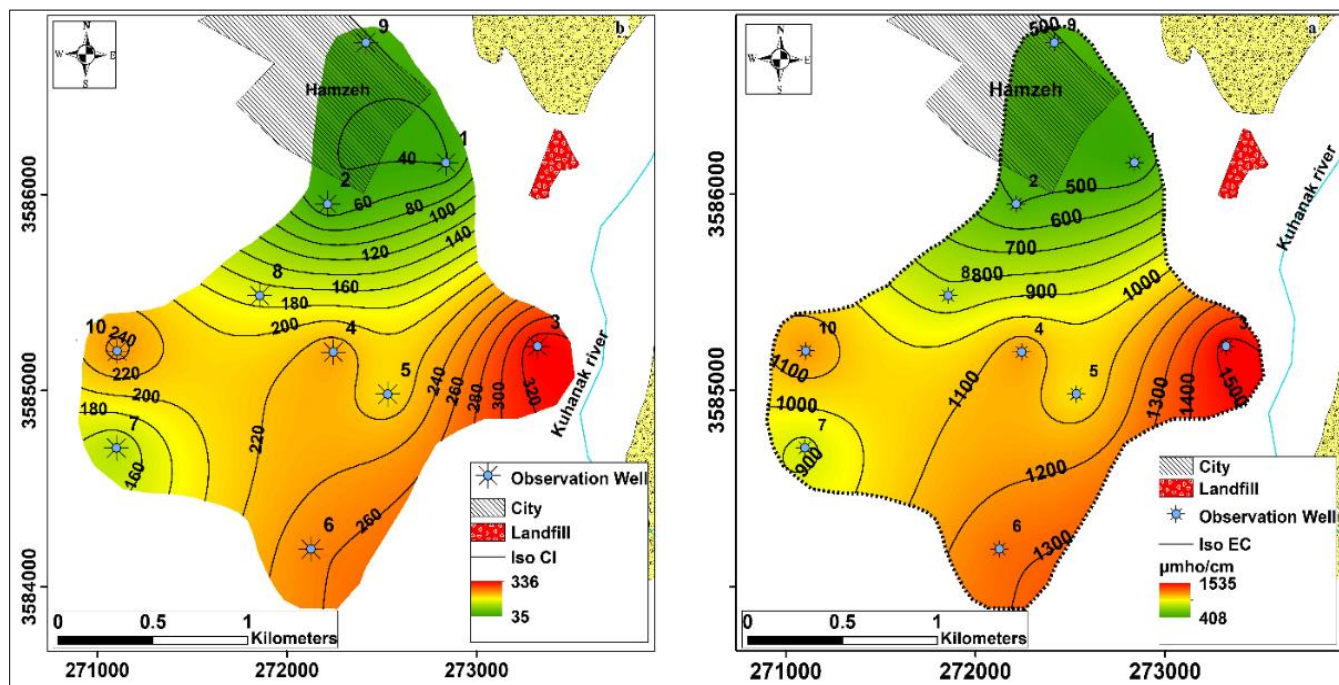 N
W
E
S
b
9
Hamzeh
1
40
2
60
80
100
120
140
8
160
180
200
4
10
240
220
3
5
320
200
180
7
160
220
240
260
280
300
6
260
Kuhanak river
Observation Well
City
Landfill
Iso Cl
336
35
0 0.5 1
Kilometers
3586000
3585000
3584000
271000 272000 273000
N
W
E
S
a
500
9
Hamzeh
1
2
500
600
700
8
800
900
1000
4
10
1100
3
5
1500
1000
7
900
1100
1300
1400
1200
6
1300
Kuhanak river
City
Landfill
Observation Well
Iso EC
µmho/cm
1535
408
0 0.5 1
Kilometers
3586000
3585000
3584000
271000 272000 273000